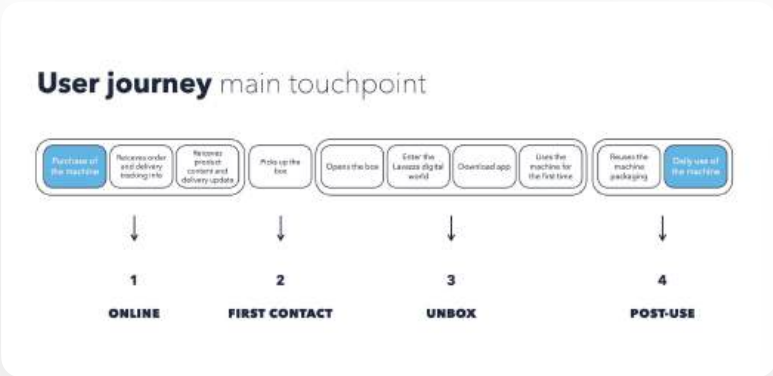 User journey main touchpoint
Purchase of
the machine
Receives order
and delivery
tracking info
Receives
product
content and
delivery update
Picks up the
box
Opens the box
Enter the
Lavazza digital
world
Download app
Uses the
machine for
the first time
Reuses the
machine
packaging
Daily use of
the machine
1
ONLINE
2
FIRST CONTACT
3
UNBOX
4
POST-USE